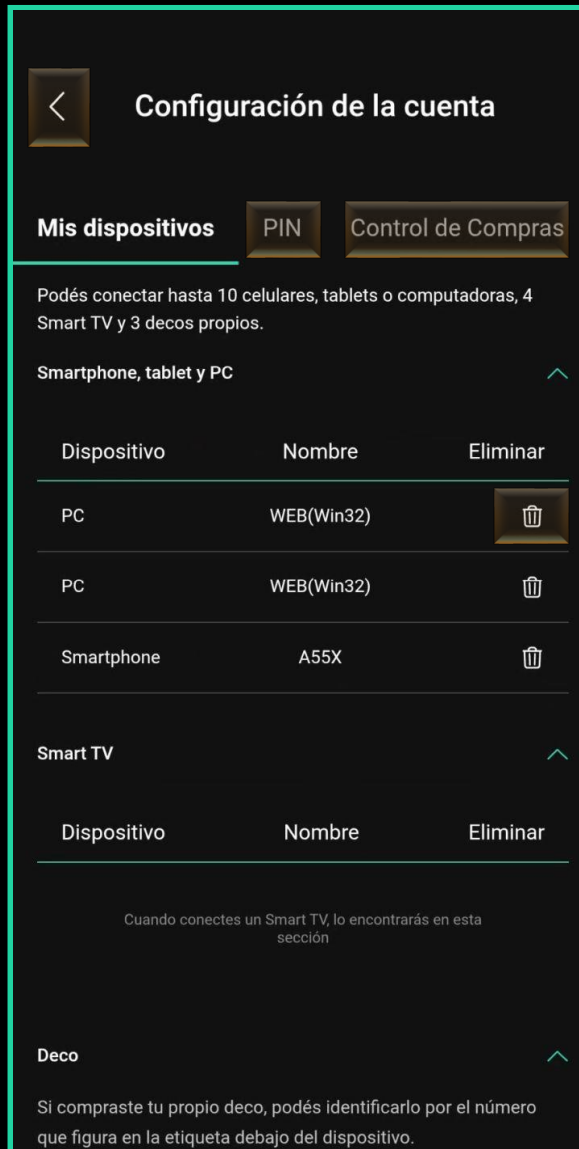 Configuración de la cuenta
Mis dispositivos PIN Control de Compras
Podés conectar hasta 10 celulares, tablets o computadoras, 4
Smart TV y 3 decos propios.
Smartphone, tablet y PC
Dispositivo Nombre Eliminar
PC WEB(Win32)
PC WEB(Win32)
Smartphone A55X
Smart TV
Dispositivo Nombre Eliminar
Cuando conectes un Smart TV, lo encontrarás en esta
sección
Deco
Si compraste tu propio deco, podés identificarlo por el número
que figura en la etiqueta debajo del dispositivo.